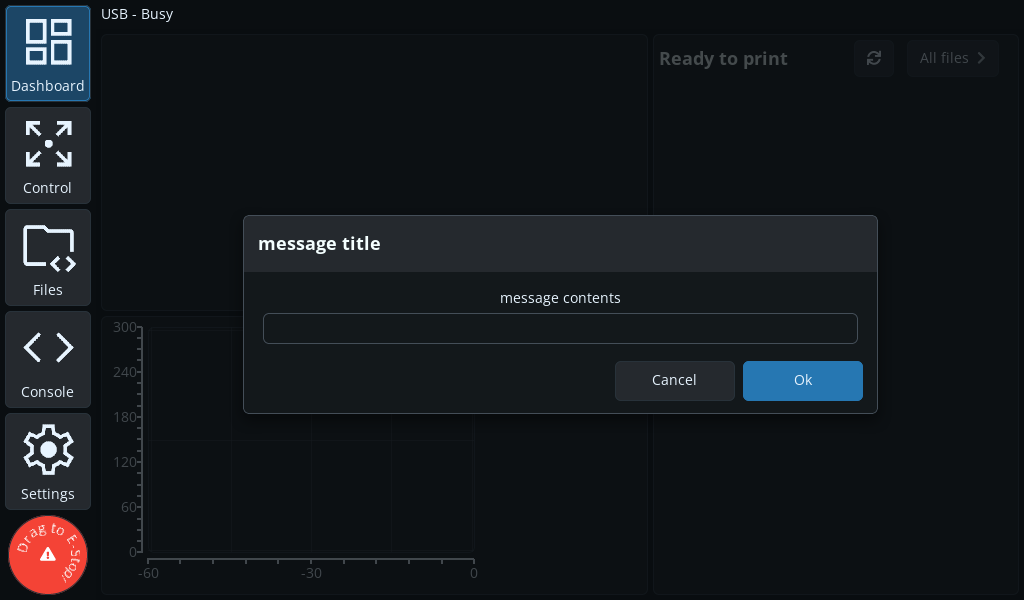 USB - Busy
Dashboard
Control
Files
Console
Settings
Drag to E-Stop!
Ready to print
All files
message title
message contents
Cancel
Ok
300
240
180
120
60
0
-60
-30
0